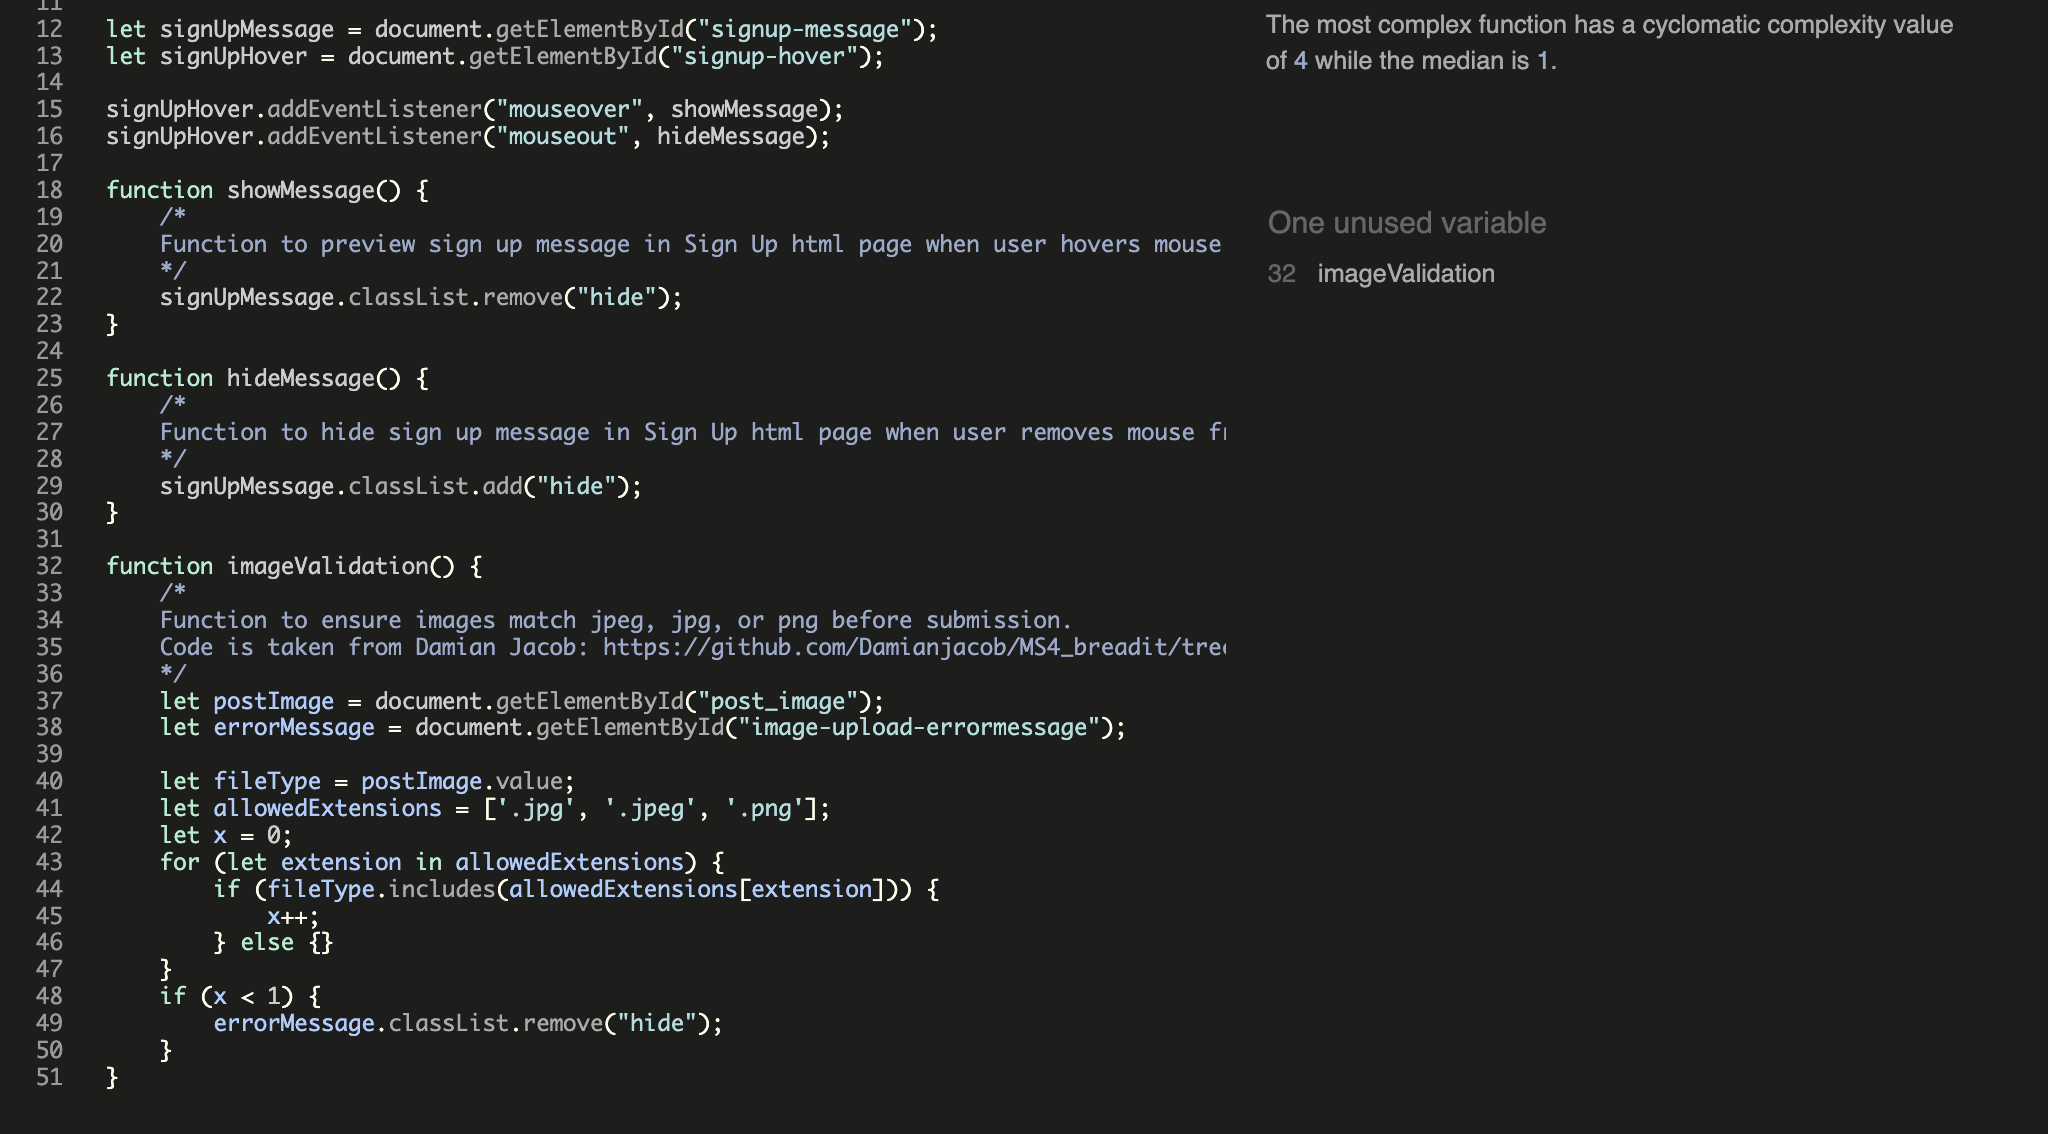 11
12 let signUpMessage = document.getElementById("signup-message");
13 let signUpHover = document.getElementById("signup-hover");
14
15 signUpHover.addEventListener("mouseover", showMessage);
16 signUpHover.addEventListener("mouseout", hideMessage);
17
18 function showMessage() {
19     /*
20     Function to preview sign up message in Sign Up html page when user hovers mouse
21     */
22     signUpMessage.classList.remove("hide");
23 }
24
25 function hideMessage() {
26     /*
27     Function to hide sign up message in Sign Up html page when user removes mouse
28     */
29     signUpMessage.classList.add("hide");
30 }
31
32 function imageValidation() {
33     /*
34     Function to ensure images match jpeg, jpg, or png before submission.
35     Code is taken from Damian Jacob: https://github.com/Damianjacob/MS4_breadit/
36     */
37     let postImage = document.getElementById("post_image");
38     let errorMessage = document.getElementById("image-upload-errormessage");
39
40     let fileType = postImage.value;
41     let allowedExtensions = ['.jpg', '.jpeg', '.png'];
42     let x = 0;
43     for (let extension in allowedExtensions) {
44         if (fileType.includes(allowedExtensions[extension])) {
45             x++;
46         } else {}
47     }
48     if (x < 1) {
49         errorMessage.classList.remove("hide");
50     }
51 }
The most complex function has a cyclomatic complexity value
of 4 while the median is 1.
One unused variable
32 imageValidation